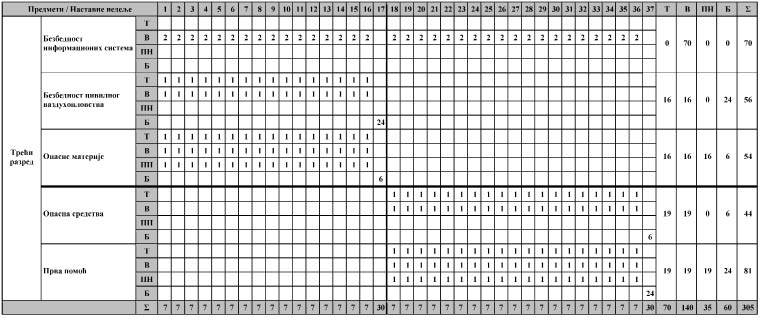 Предмети / Наставне недеље 1 2 3 4 5 6 7 8 9 10 11 12 13 14 15 16 17 18 19 20 21 22 23 24 25 26 27 28 29 30 31 32 33 34 35 36 37 Т В ПН Б Σ
Трећи разред
Безбедност информационих система
Т
В 2 2 2 2 2 2 2 2 2 2 2 2 2 2 2 2 2 2 2 2 2 2 2 2 2 2 2 2 2 2 2 2 2 2 2
ПН
Б
0 70 0 0 70
Безбедност цивилног ваздухопловства
Т 1 1 1 1 1 1 1 1 1 1 1 1 1 1 1 1
В 1 1 1 1 1 1 1 1 1 1 1 1 1 1 1 1
ПН
Б 24
16 16 0 24 56
Опасне материје
Т 1 1 1 1 1 1 1 1 1 1 1 1 1 1 1 1
В 1 1 1 1 1 1 1 1 1 1 1 1 1 1 1 1
ПН 1 1 1 1 1 1 1 1 1 1 1 1 1 1 1 1
Б 6
16 16 16 6 54
Опасна средства
Т 1 1 1 1 1 1 1 1 1 1 1 1 1 1 1 1 1 1 1
В 1 1 1 1 1 1 1 1 1 1 1 1 1 1 1 1 1 1 1
ПН
Б 6
19 19 0 6 44
Прва помоћ
Т 1 1 1 1 1 1 1 1 1 1 1 1 1 1 1 1 1 1 1
В 1 1 1 1 1 1 1 1 1 1 1 1 1 1 1 1 1 1 1
ПН 1 1 1 1 1 1 1 1 1 1 1 1 1 1 1 1 1 1 1
Б 24
19 19 19 24 81
Σ 7 7 7 7 7 7 7 7 7 7 7 7 7 7 7 7 30 7 7 7 7 7 7 7 7 7 7 7 7 7 7 7 7 7 7 7 30 70 140 35 60 305